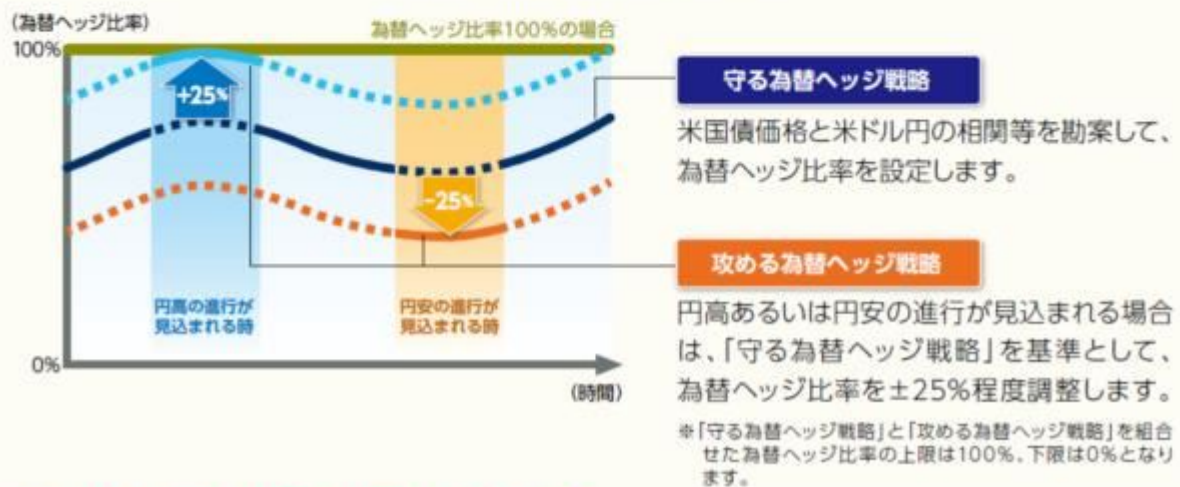 (為替ヘッジ比率)
為替ヘッジ比率100%の場合
100%
+25%
-25%
円高の進行が
見込まれる時
円安の進行が
見込まれる時
0%
(時間)
守る為替ヘッジ戦略
米国債価格と米ドル円の相関等を勘案して、
為替ヘッジ比率を設定します。
攻める為替ヘッジ戦略
円高あるいは円安の進行が見込まれる場合
は、「守る為替ヘッジ戦略」を基準として、
為替ヘッジ比率を±25%程度調整します。
※「守る為替ヘッジ戦略」と「攻める為替ヘッジ戦略」を組合
せた為替ヘッジ比率の上限は100%、下限は0%となり
ます。